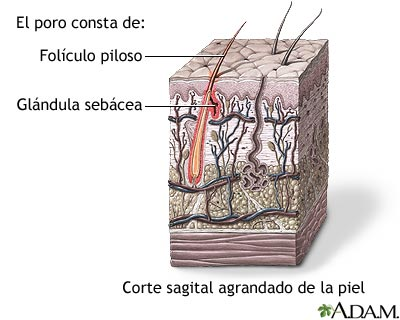 El poro consta de:
Folículo piloso
Glándula sebácea
Corte sagital agrandado de la piel
A.D.A.M.